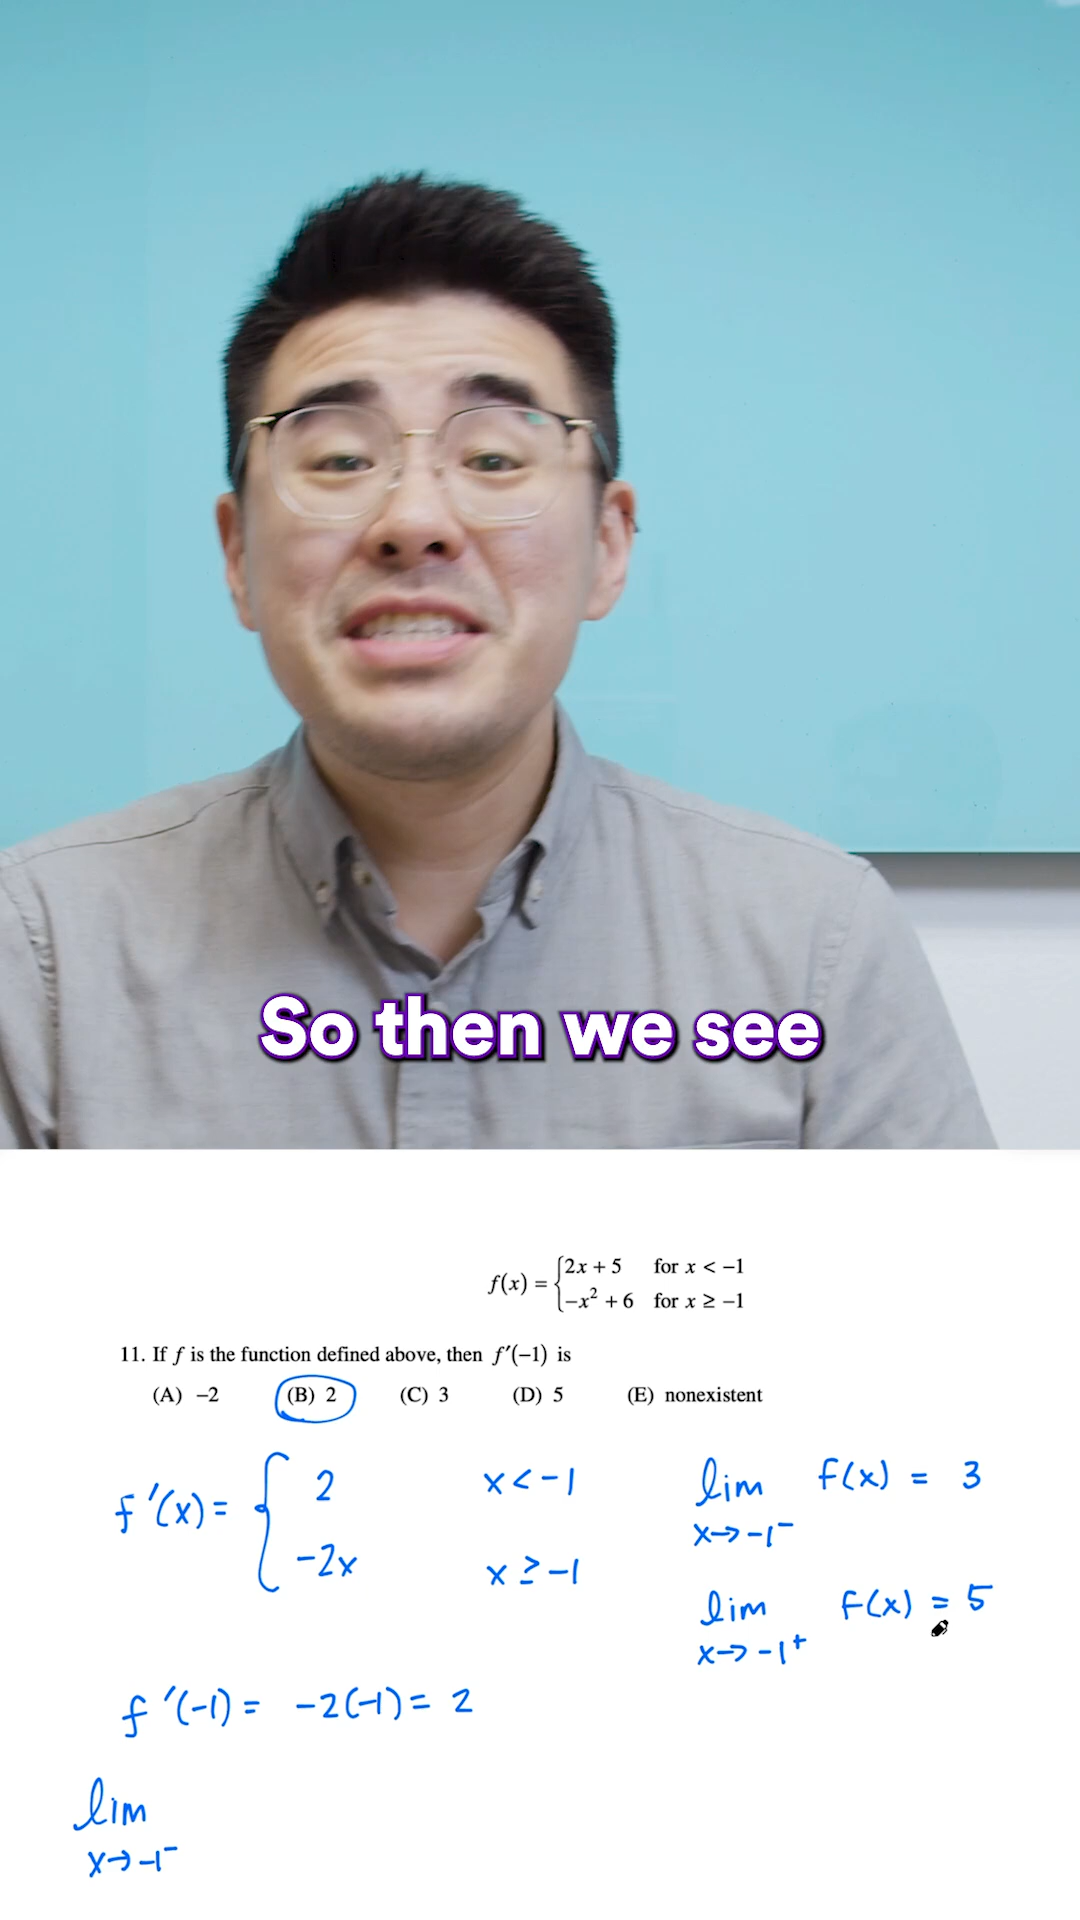 So then we see
f(x) = { 2x + 5 for x < −1
−x² + 6 for x ≥ −1
11. If f is the function defined above, then f′(−1) is
(A) −2 (B) 2 (C) 3 (D) 5 (E) nonexistent
f'(x) = { 2 x < -1
-2x x ≥ -1
lim f(x) = 3
x→-1⁻
lim f(x) = 5
x→-1⁺
f'(-1) = -2(-1) = 2
lim
x→-1⁻